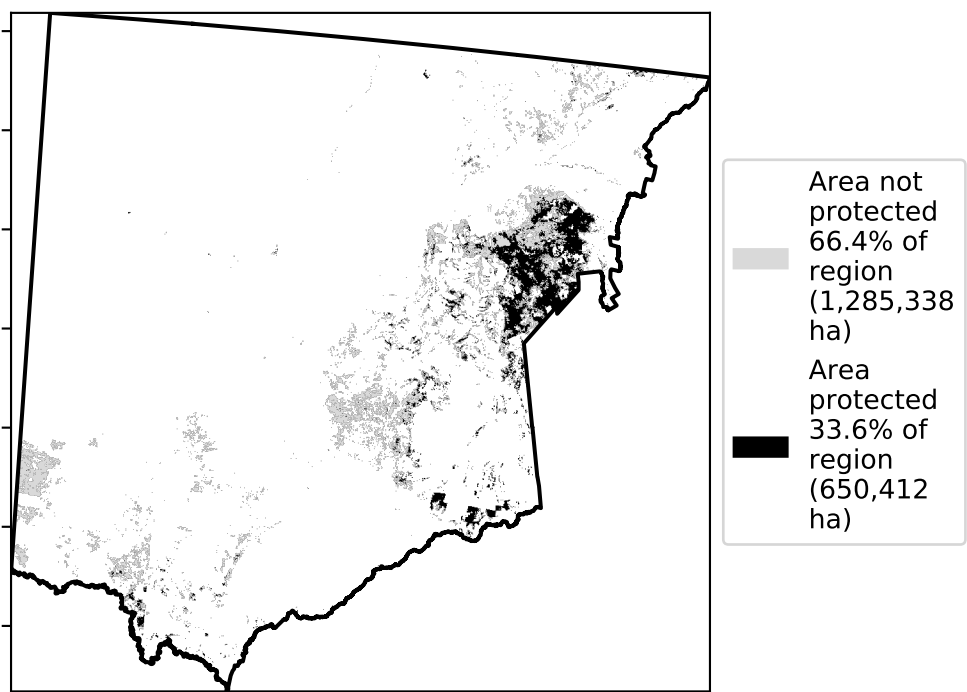 Area not
protected
66.4% of
region
(1,285,338
ha)
Area
protected
33.6% of
region
(650,412
ha)